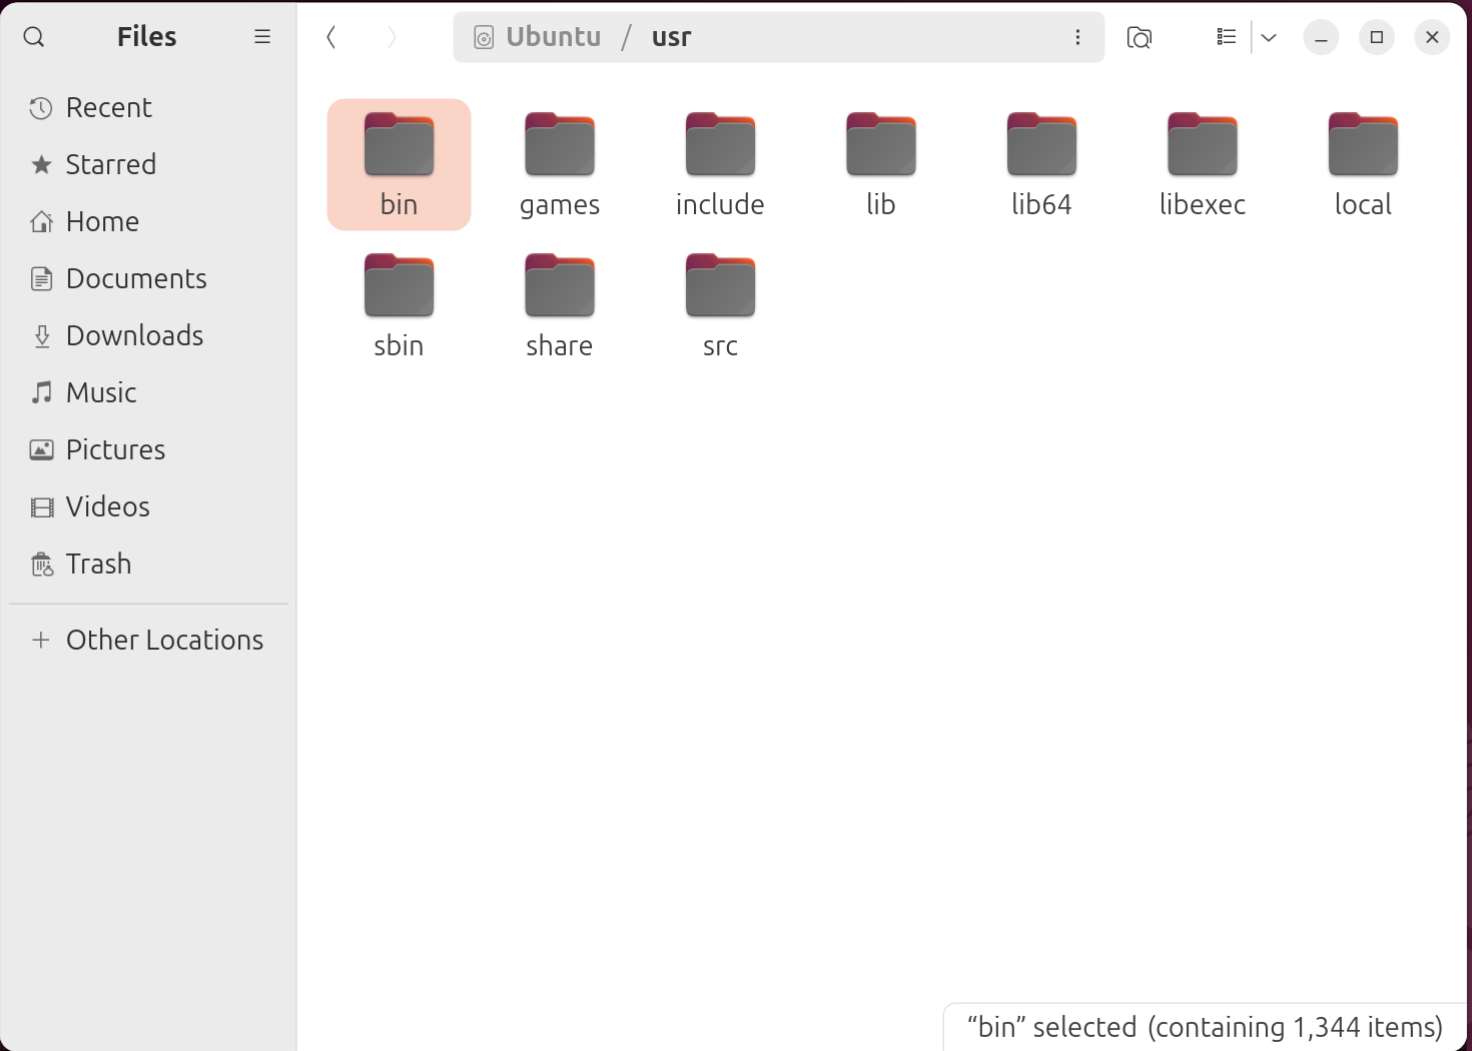 Files
Ubuntu / usr
Recent
Starred
Home
Documents
Downloads
Music
Pictures
Videos
Trash
Other Locations
bin games include lib lib64 libexec local
sbin share src
“bin” selected (containing 1,344 items)